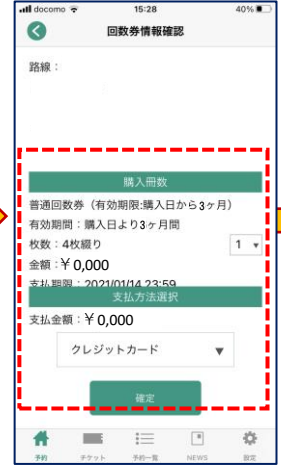 docomo 15:28 40%
回数券情報確認
路線：
購入冊数
普通回数券（有効期限:購入日から3ヶ月）
有効期間：購入日より3ヶ月間
枚数：4枚綴り 1
金額：¥ 0,000
支払期限：2021/01/14 23:59
支払方法選択
支払金額：¥ 0,000
クレジットカード
確定
予約 チケット 予約一覧 NEWS 設定